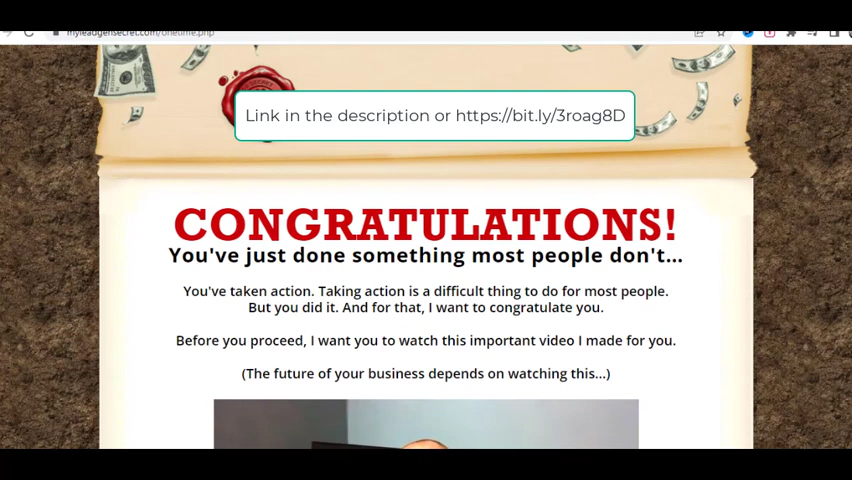 myleadgensecret.com/onetime.php
SECRET
Link in the description or https://bit.ly/3roag8D
CONGRATULATIONS!
You've just done something most people don't...
You've taken action. Taking action is a difficult thing to do for most people.
But you did it. And for that, I want to congratulate you.
Before you proceed, I want you to watch this important video I made for you.
(The future of your business depends on watching this...)